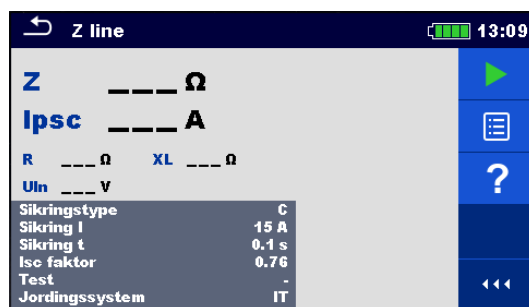 Z line 13:09
Z ___ Ω
Ipsc ___ A
R ___ Ω XL ___ Ω
Uln ___ V
Sikringstype C
Sikring I 15 A
Sikring t 0.1 s
Isc faktor 0.76
Test -
Jordingssystem IT
?